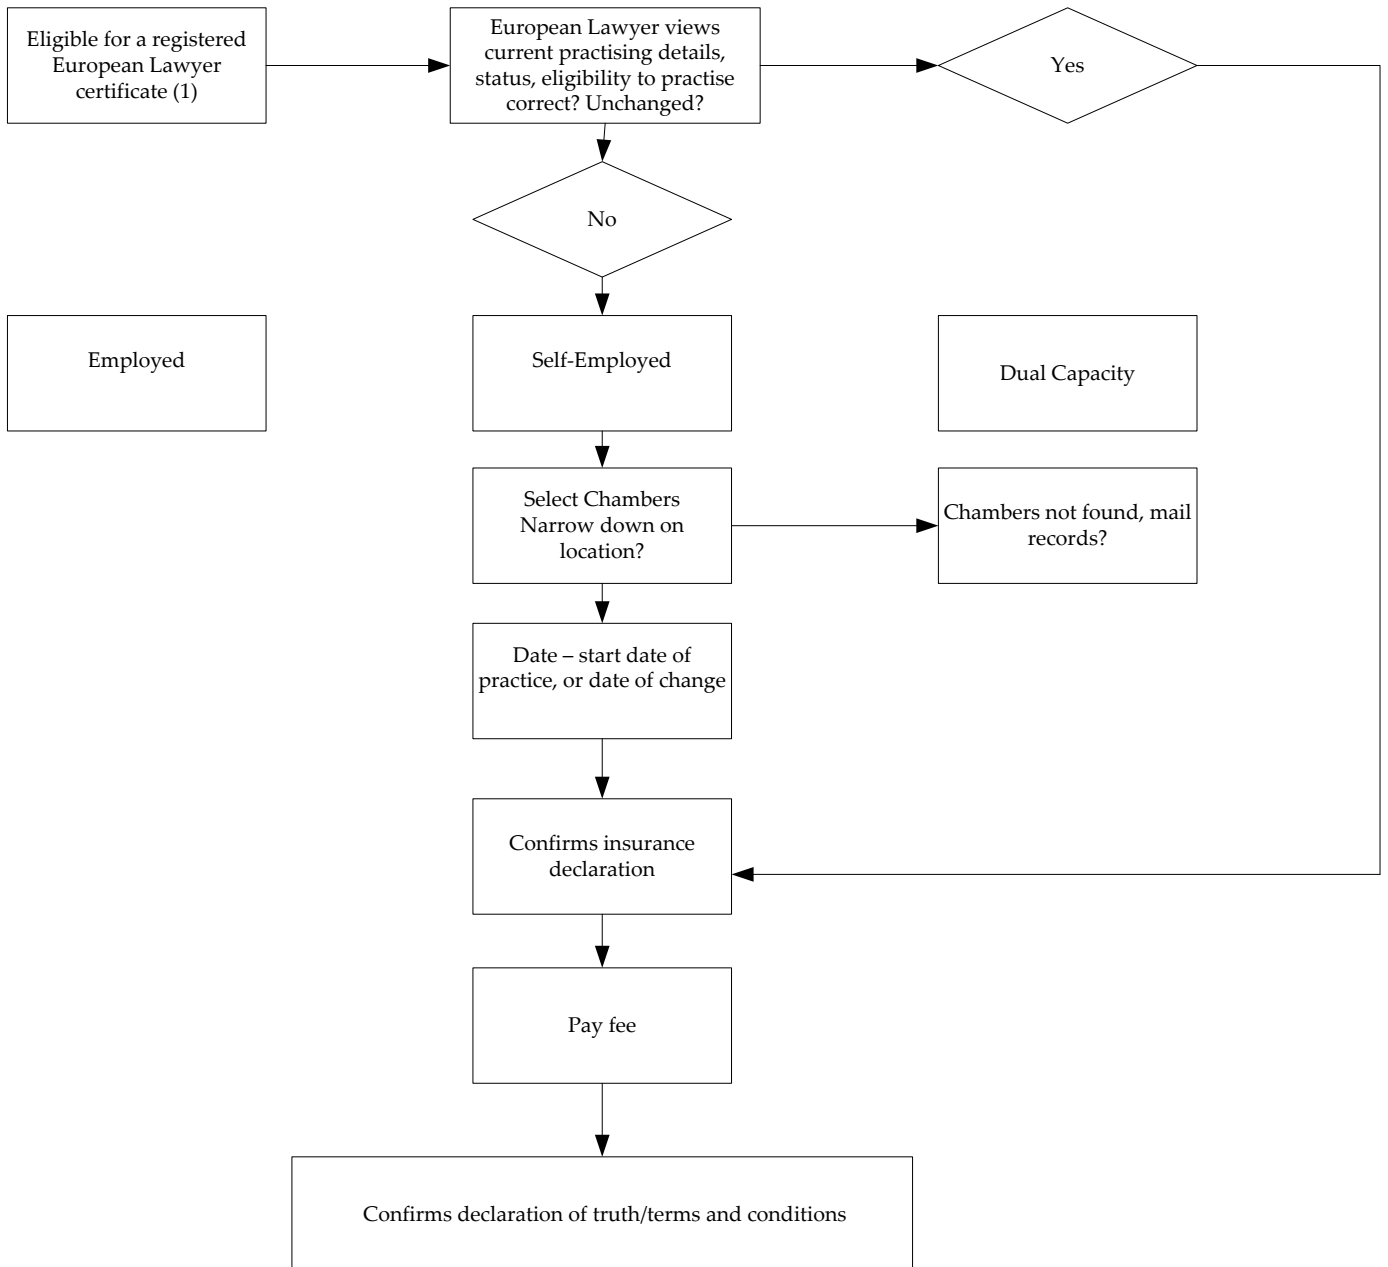 Eligible for a registered
European Lawyer
certificate (1)
European Lawyer views
current practising details,
status, eligibility to practise
correct? Unchanged?
Yes
No
Employed
Self-Employed
Dual Capacity
Select Chambers
Narrow down on
location?
Chambers not found, mail
records?
Date – start date of
practice, or date of change
Confirms insurance
declaration
Pay fee
Confirms declaration of truth/terms and conditions